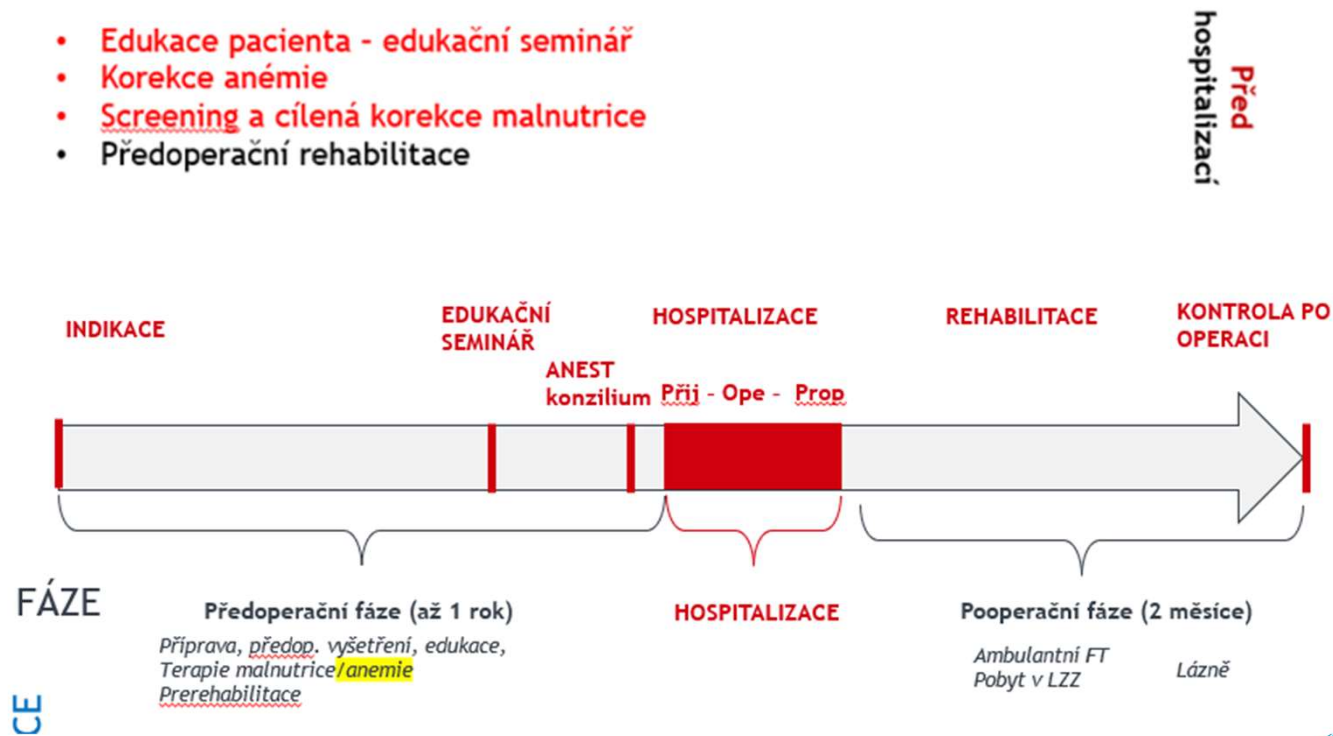 Edukace pacienta - edukační seminář
Korekce anémie
Screening a cílená korekce malnutrice
Předoperační rehabilitace
Před
hospitalizací
INDIKACE
EDUKAČNÍ
SEMINÁŘ
ANEST
konzilium
HOSPITALIZACE
Přij - Ope - Prop
REHABILITACE
KONTROLA PO
OPERACI
FÁZE
Předoperační fáze (až 1 rok)
Příprava, předop. vyšetření, edukace,
Terapie malnutrice/anemie
Prerehabilitace
HOSPITALIZACE
Pooperační fáze (2 měsíce)
Ambulantní FT
Pobyt v LZZ
Lázně
CE